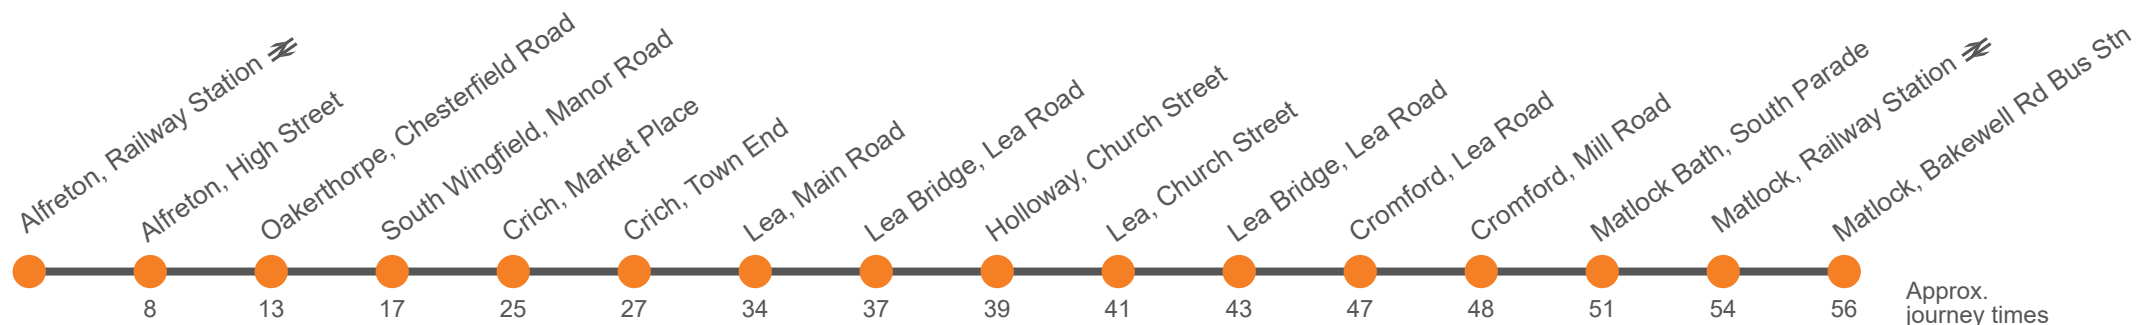 Alfreton, Railway Station
Alfreton, High Street
Oakerthorpe, Chesterfield Road
South Wingfield, Manor Road
Crich, Market Place
Crich, Town End
Lea, Main Road
Lea Bridge, Lea Road
Holloway, Church Street
Lea, Church Street
Lea Bridge, Lea Road
Cromford, Lea Road
Cromford, Mill Road
Matlock Bath, South Parade
Matlock, Railway Station
Matlock, Bakewell Rd Bus Stn
8 13 17 25 27 34 37 39 41 43 47 48 51 54 56
Approx.
journey times